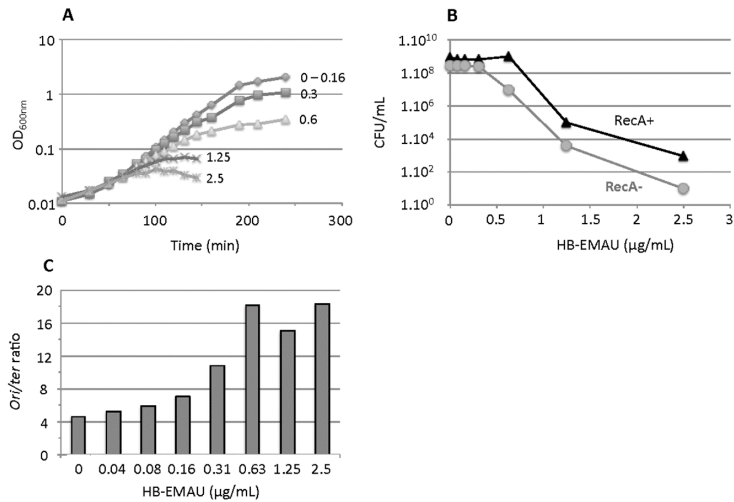 A
10
1
0.1
0.01
OD600nm
0 – 0.16
0.3
0.6
1.25
2.5
0 100 200 300
Time (min)
B
1.10^10
1.10^8
1.10^6
1.10^4
1.10^2
1.10^0
CFU/mL
RecA+
RecA-
0 0.5 1 1.5 2 2.5 3
HB-EMAU (µg/mL)
C
20
16
12
8
4
0
Ori/ter ratio
0 0.04 0.08 0.16 0.31 0.63 1.25 2.5
HB-EMAU (µg/mL)